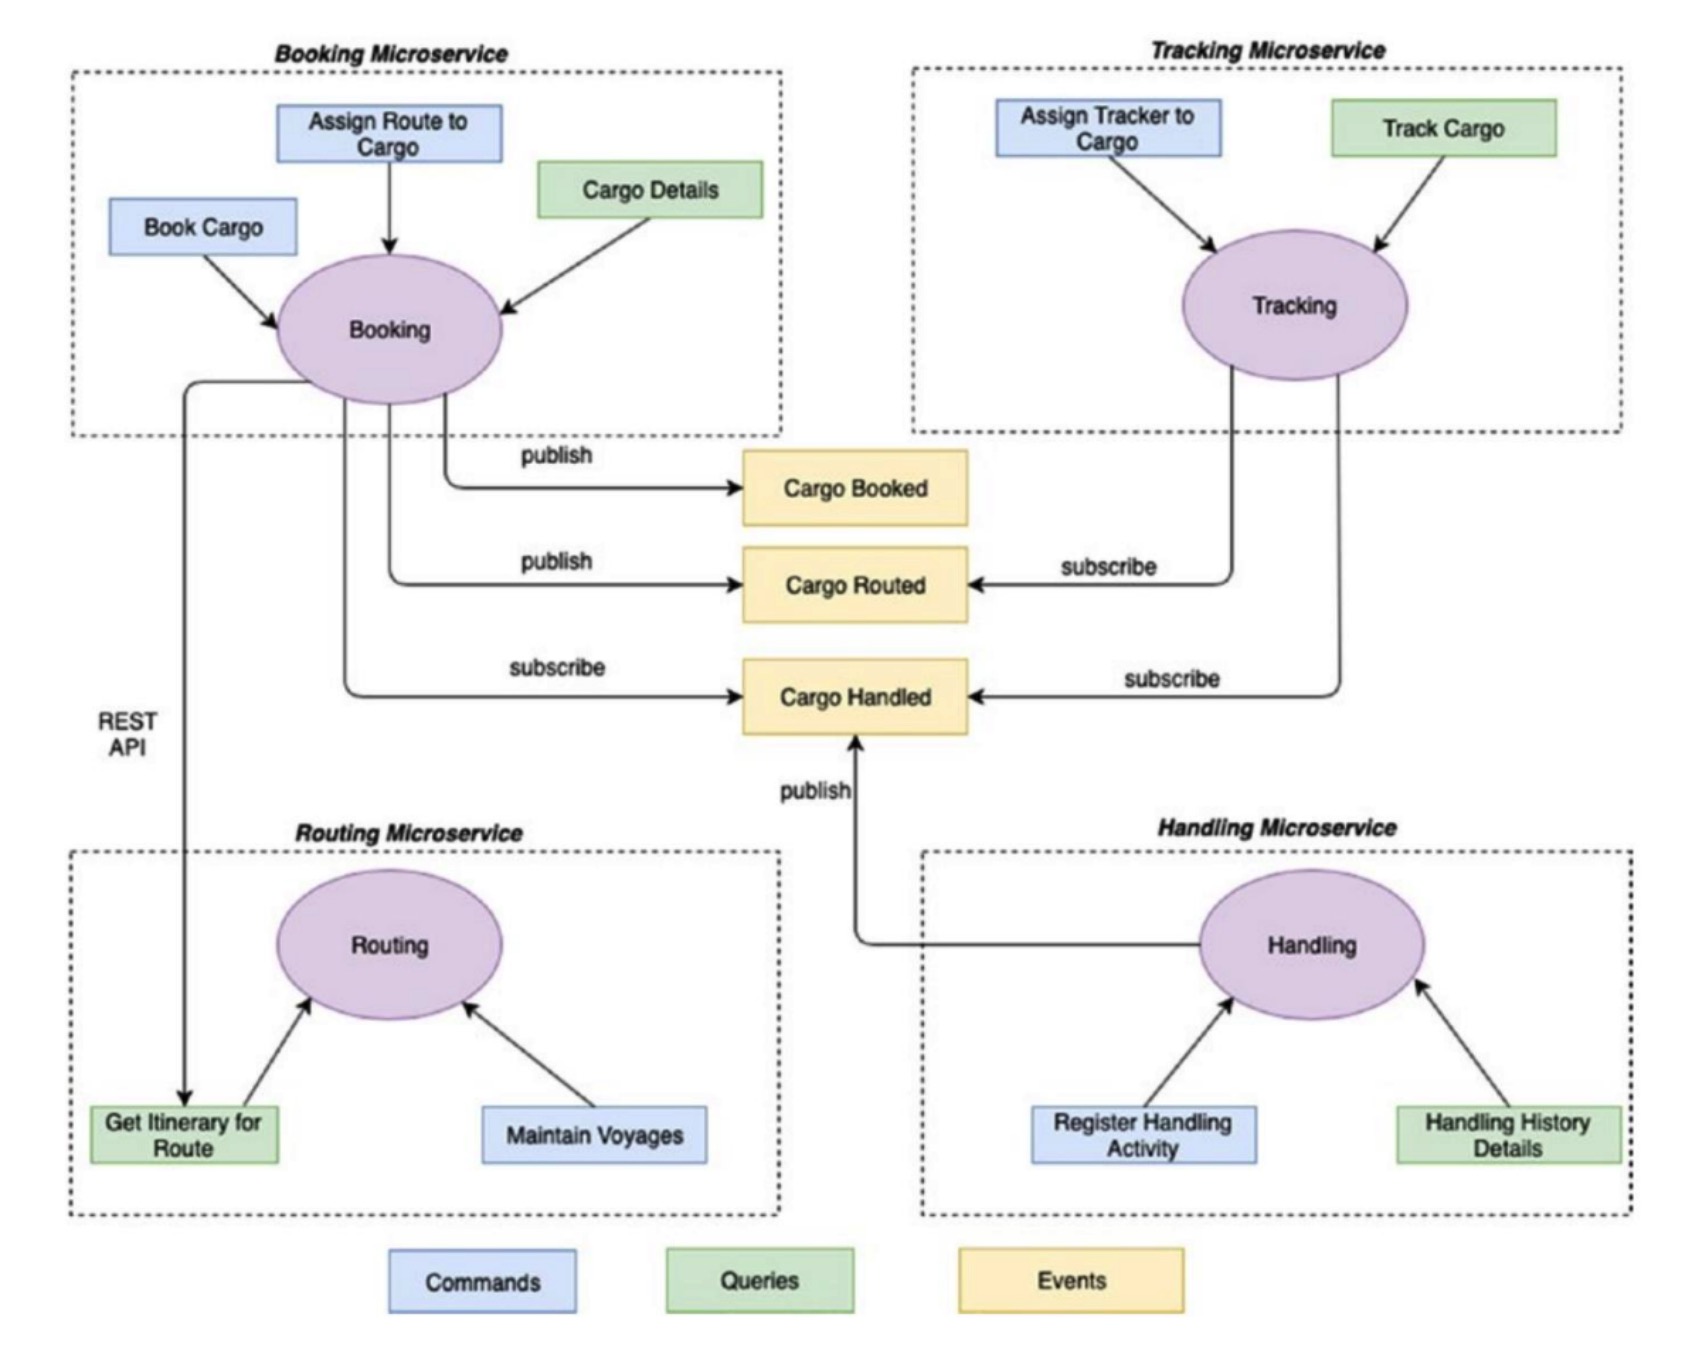 Booking Microservice
Tracking Microservice
Assign Route to
Cargo
Cargo Details
Book Cargo
Booking
Assign Tracker to
Cargo
Track Cargo
Tracking
publish
Cargo Booked
publish
Cargo Routed
subscribe
subscribe
Cargo Handled
subscribe
REST
API
publish
Routing Microservice
Handling Microservice
Routing
Handling
Get Itinerary for
Route
Maintain Voyages
Register Handling
Activity
Handling History
Details
Commands
Queries
Events